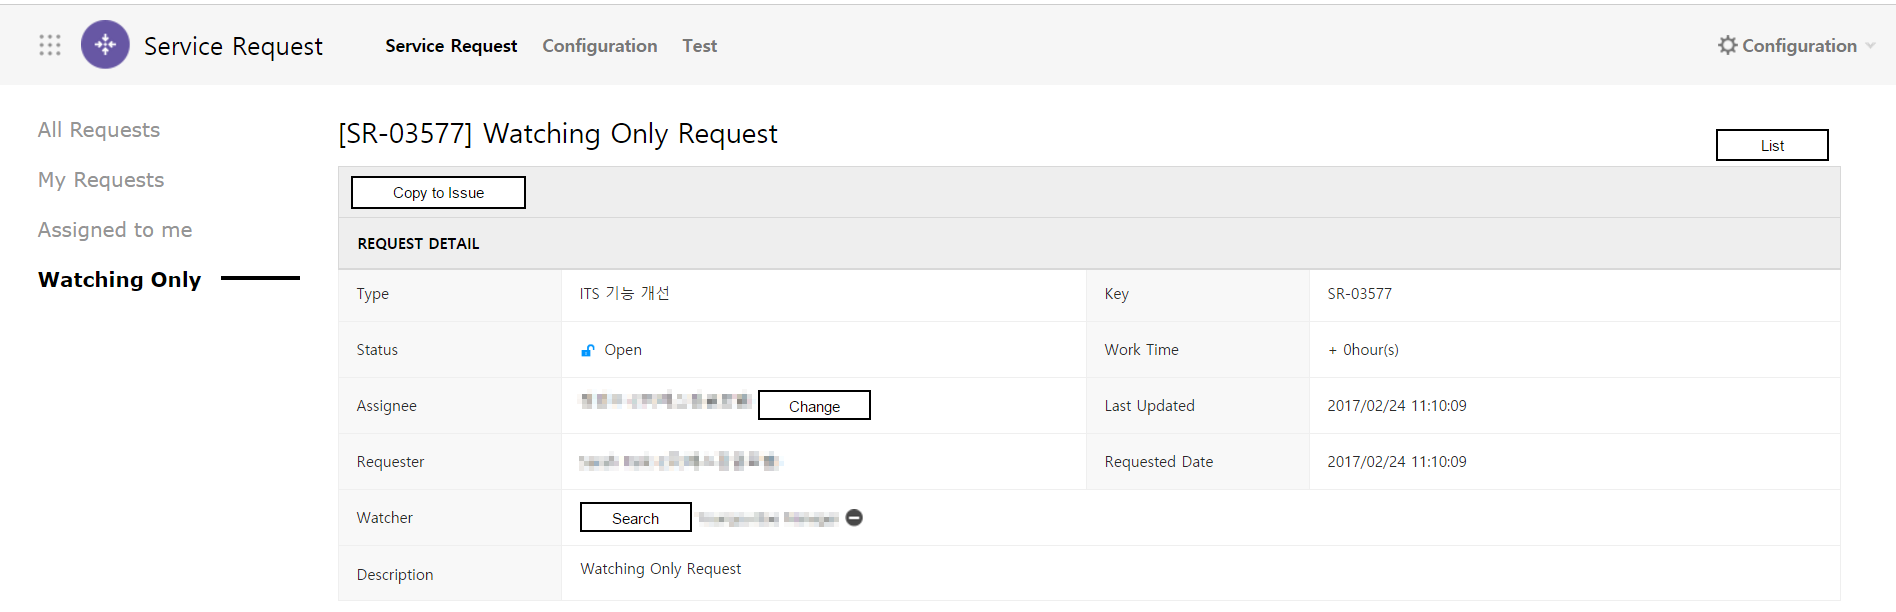 Service Request Service Request Configuration Test Configuration
All Requests
My Requests
Assigned to me
Watching Only
[SR-03577] Watching Only Request
List
Copy to Issue
REQUEST DETAIL
Type ITS 기능 개선 Key SR-03577
Status Open Work Time + 0hour(s)
Assignee Change Last Updated 2017/02/24 11:10:09
Requester Requested Date 2017/02/24 11:10:09
Watcher Search
Description Watching Only Request